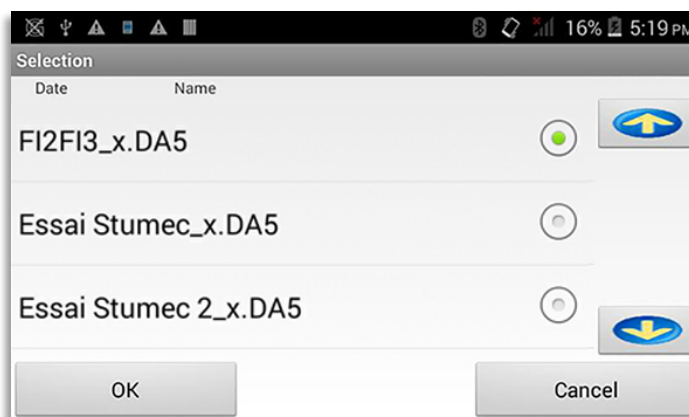 16% 5:19 PM
Selection
Date Name
FI2FI3_x.DA5
Essai Stumec_x.DA5
Essai Stumec 2_x.DA5
OK Cancel